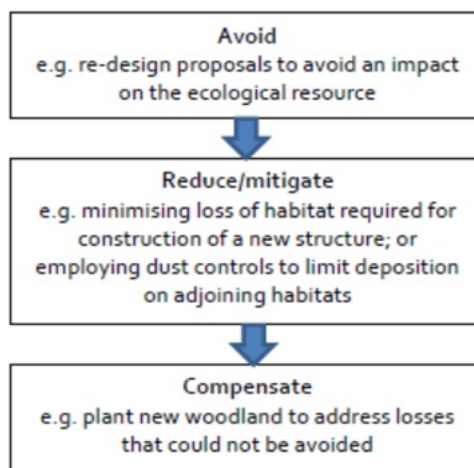 Avoid
e.g. re-design proposals to avoid an impact
on the ecological resource
Reduce/mitigate
e.g. minimising loss of habitat required for
construction of a new structure; or
employing dust controls to limit deposition
on adjoining habitats
Compensate
e.g. plant new woodland to address losses
that could not be avoided